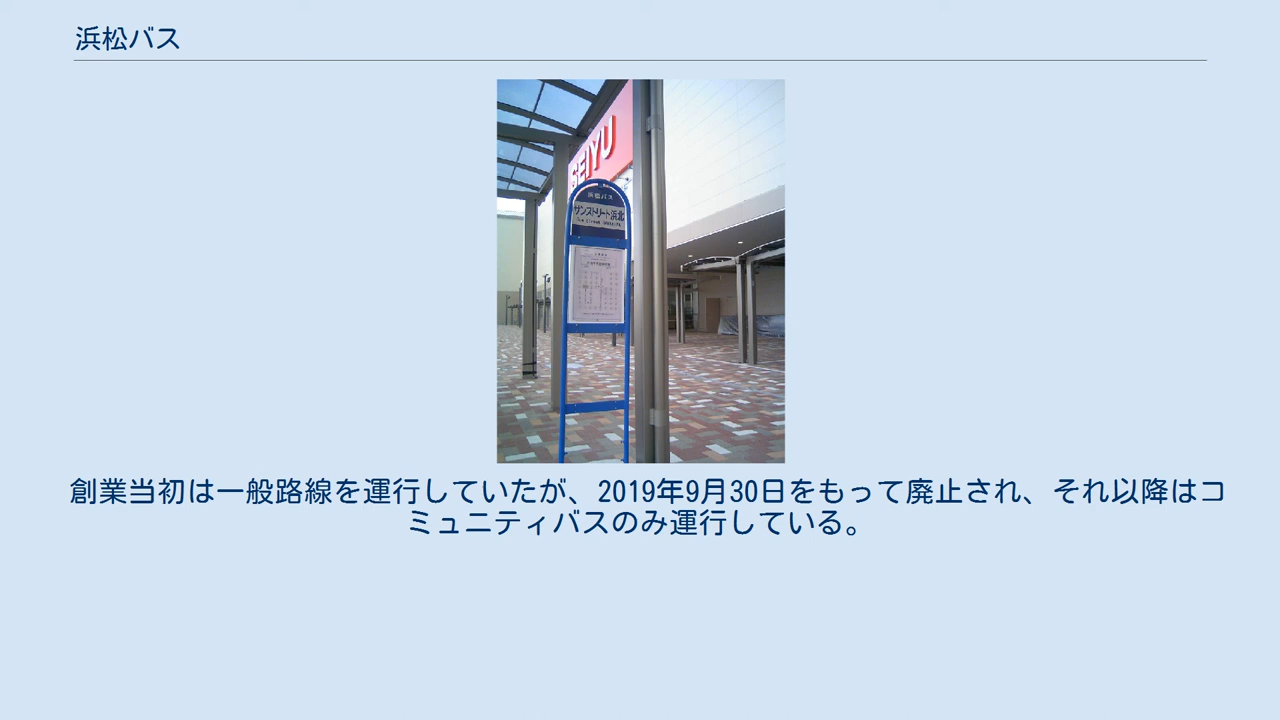 浜松バス
SEIYU
浜松バス
サンストリート浜北
創業当初は一般路線を運行していたが、2019年9月30日をもって廃止され、それ以降はコ
ミュニティバスのみ運行している。